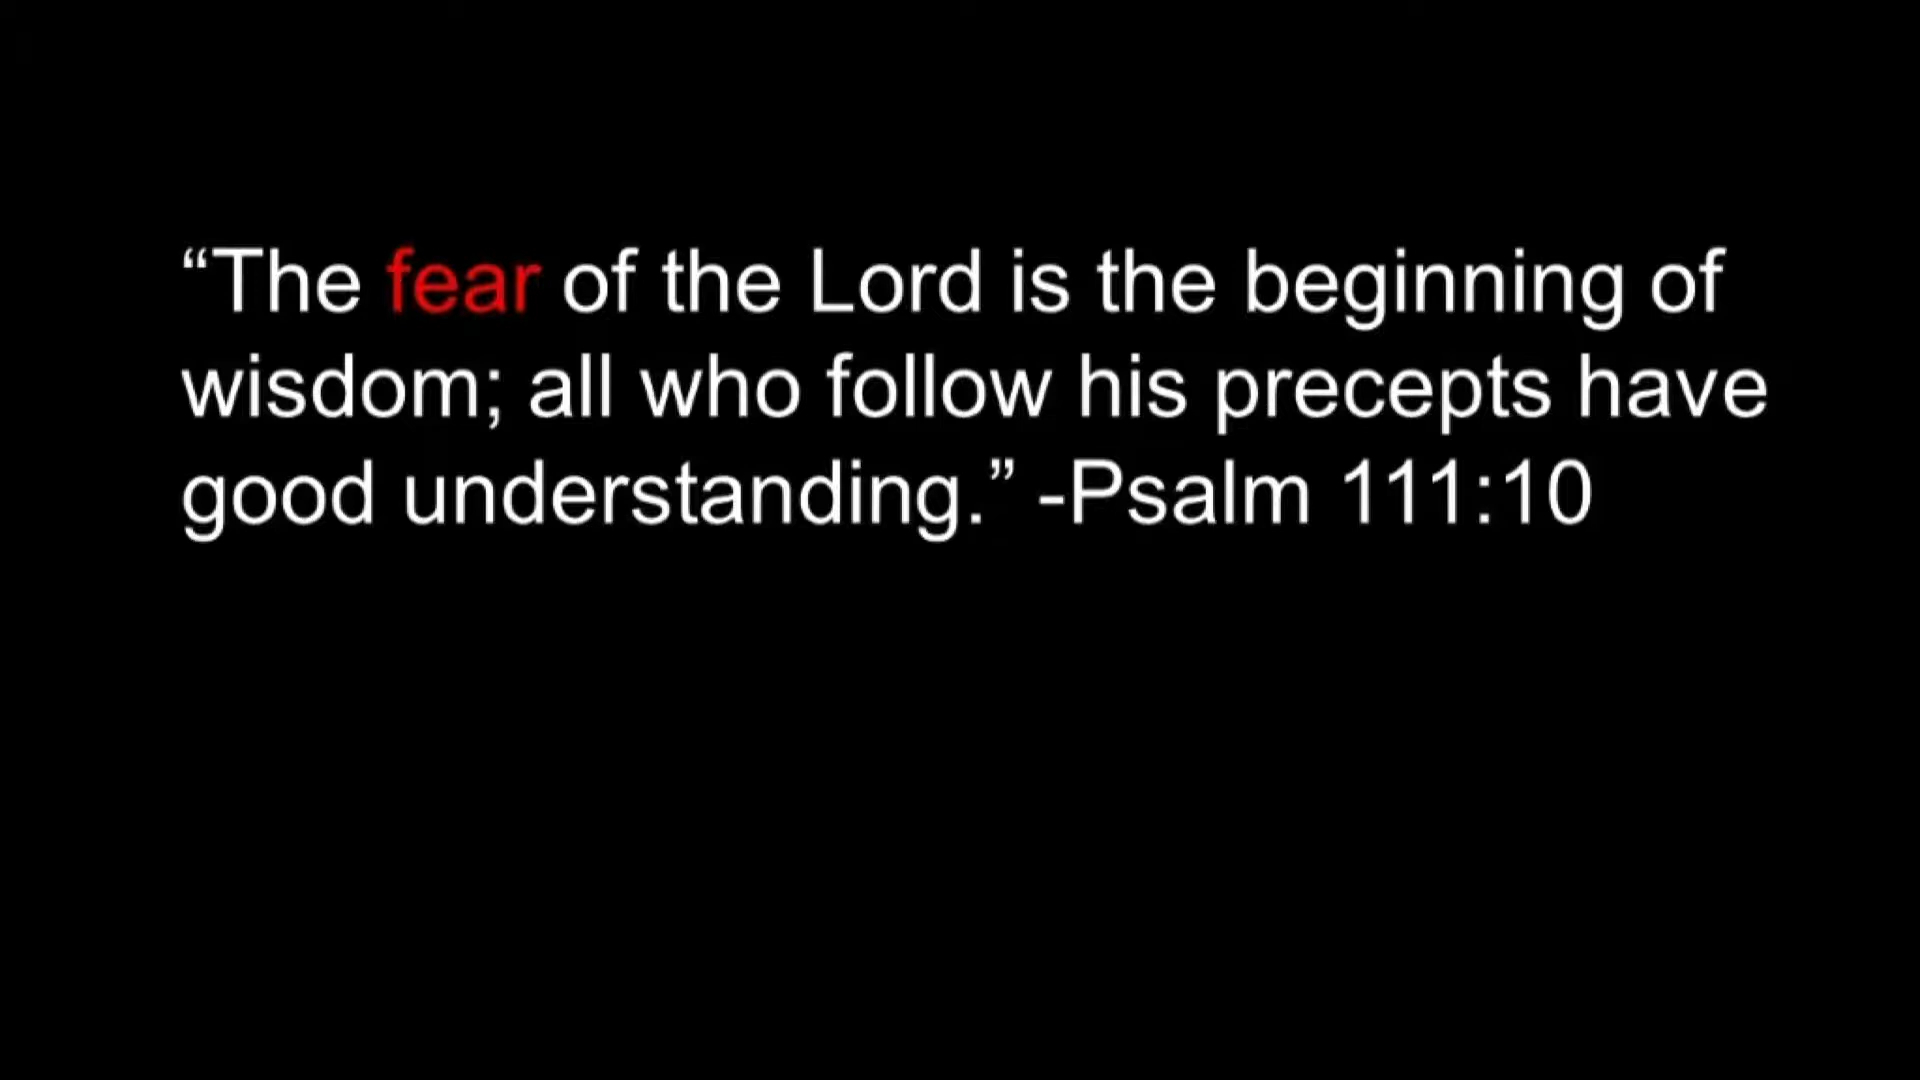 “The fear of the Lord is the beginning of
wisdom; all who follow his precepts have
good understanding.” -Psalm 111:10